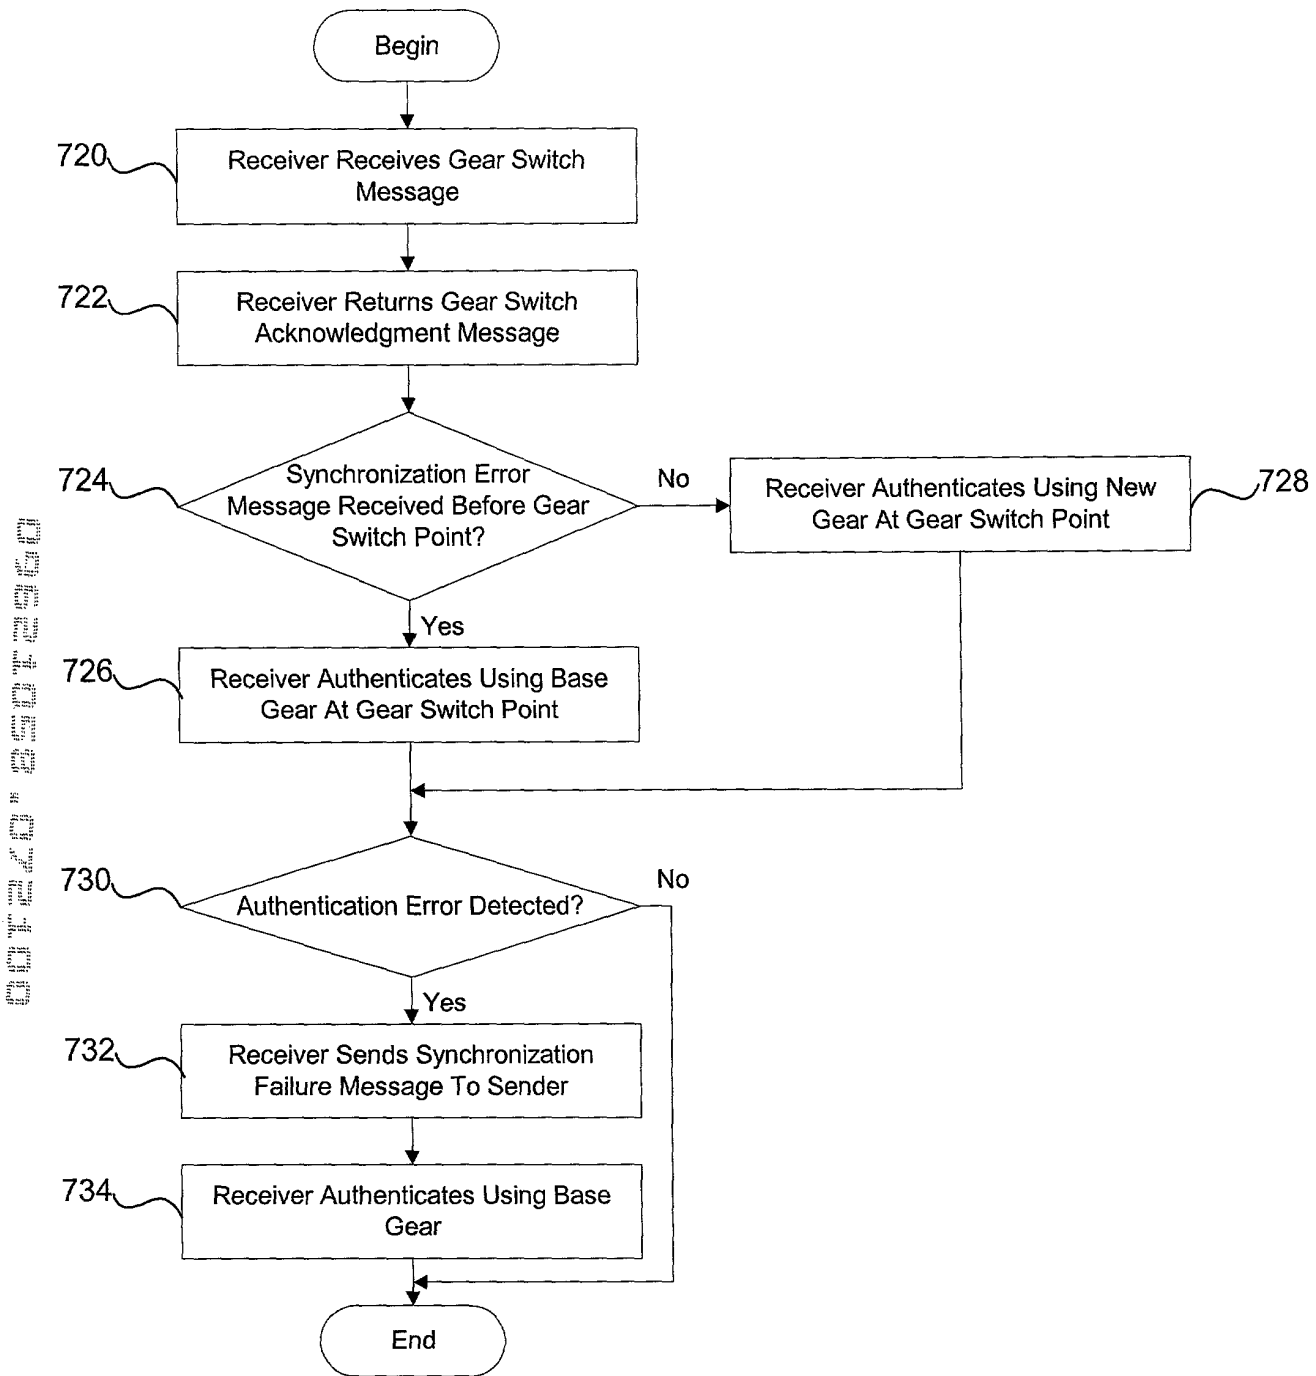 Begin
720
Receiver Receives Gear Switch
Message
722
Receiver Returns Gear Switch
Acknowledgment Message
724
Synchronization Error
Message Received Before Gear
Switch Point?
No
Receiver Authenticates Using New
Gear At Gear Switch Point
728
Yes
726
Receiver Authenticates Using Base
Gear At Gear Switch Point
730
Authentication Error Detected?
No
Yes
732
Receiver Sends Synchronization
Failure Message To Sender
734
Receiver Authenticates Using Base
Gear
End